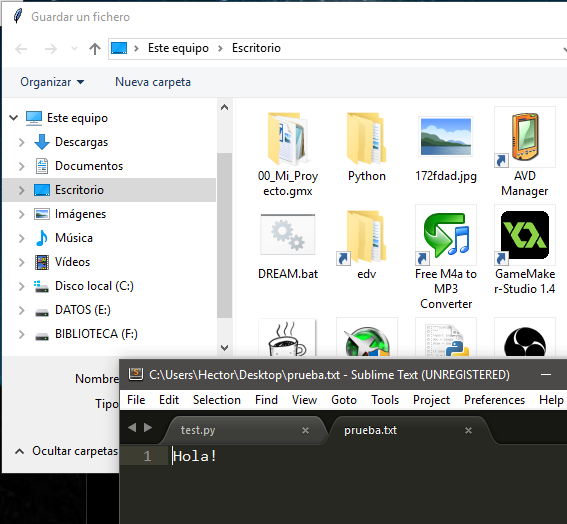 Guardar un fichero
Este equipo > Escritorio
Organizar Nueva carpeta
Este equipo
Descargas
Documentos
Escritorio
Imágenes
Música
Vídeos
Disco local (C:)
DATOS (E:)
BIBLIOTECA (F:)
00_Mi_Pro
yecto.gmx
Python
172fdad.jpg
AVD
Manager
DREAM.bat
edv
Free M4a to
MP3
Converter
GameMake
r-Studio 1.4
Nombre
Tipo
Ocultar carpetas
C:\Users\Hector\Desktop\prueba.txt - Sublime Text (UNREGISTERED)
File Edit Selection Find View Goto Tools Project Preferences Help
test.py
prueba.txt
1 Hola!